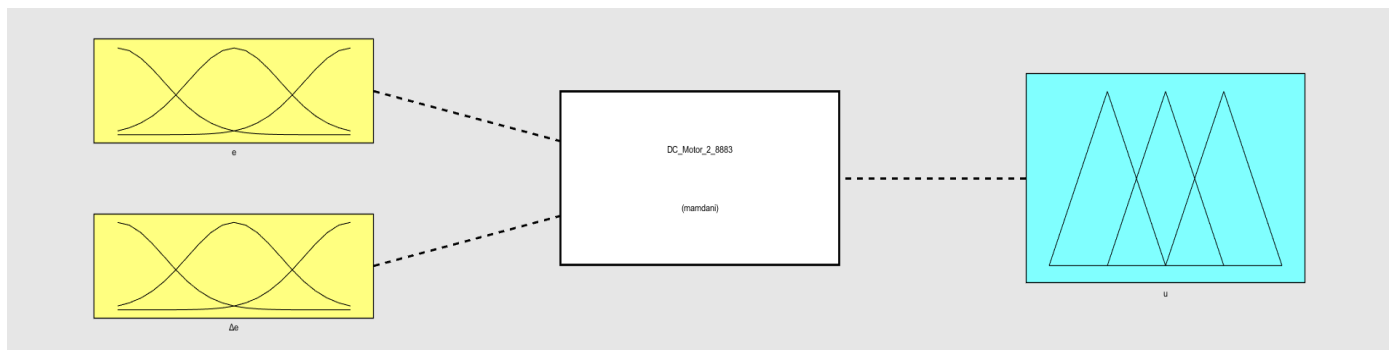 e
DC_Motor_2_8883
(mamdani)
Δe
u